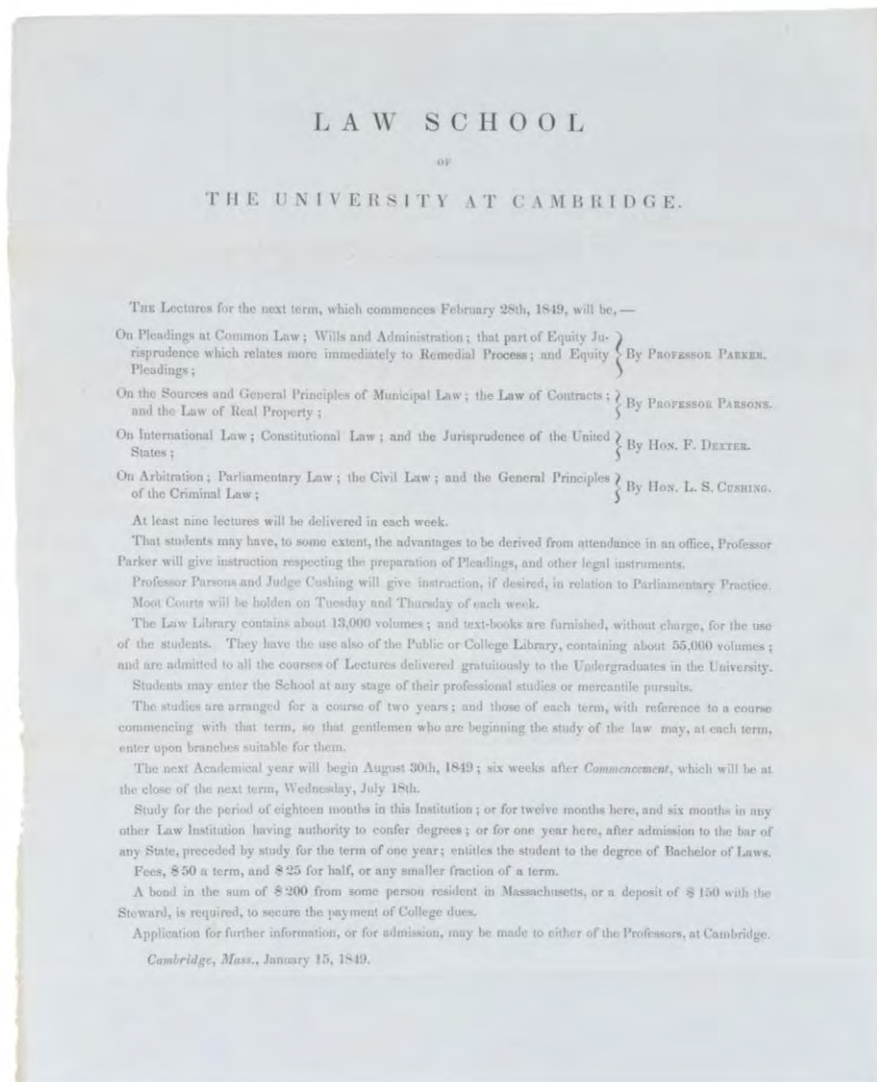 LAW SCHOOL
OF
THE UNIVERSITY AT CAMBRIDGE.
THE Lectures for the next term, which commences February 28th, 1849, will be, —
On Pleadings at Common Law; Wills and Administration; that part of Equity Ju-
risprudence which relates more immediately to Remedial Process; and Equity } By PROFESSOR PARKER.
Pleadings;
On the Sources and General Principles of Municipal Law; the Law of Contracts;
and the Law of Real Property; } By PROFESSOR PARSONS.
On International Law; Constitutional Law; and the Jurisprudence of the United
States; } By HON. F. DEXTER.
On Arbitration; Parliamentary Law; the Civil Law; and the General Principles
of the Criminal Law; } By HON. L. S. CUSHING.
At least nine lectures will be delivered in each week.
That students may have, to some extent, the advantages to be derived from attendance in an office, Professor
Parker will give instruction respecting the preparation of Pleadings, and other legal instruments.
Professor Parsons and Judge Cushing will give instruction, if desired, in relation to Parliamentary Practice.
Moot Courts will be holden on Tuesday and Thursday of each week.
The Law Library contains about 13,000 volumes; and text-books are furnished, without charge, for the use
of the students. They have the use also of the Public or College Library, containing about 55,000 volumes;
and are admitted to all the courses of Lectures delivered gratuitously to the Undergraduates in the University.
Students may enter the School at any stage of their professional studies or mercantile pursuits.
The studies are arranged for a course of two years; and those of each term, with reference to a course
commencing with that term, so that gentlemen who are beginning the study of the law may, at each term,
enter upon branches suitable for them.
The next Academical year will begin August 30th, 1849; six weeks after Commencement, which will be at
the close of the next term, Wednesday, July 18th.
Study for the period of eighteen months in this Institution; or for twelve months here, and six months in any
other Law Institution having authority to confer degrees; or for one year here, after admission to the bar of
any State, preceded by study for the term of one year; entitles the student to the degree of Bachelor of Laws.
Fees, $50 a term, and $25 for half, or any smaller fraction of a term.
A bond in the sum of $200 from some person resident in Massachusetts, or a deposit of $150 with the
Steward, is required, to secure the payment of College dues.
Application for further information, or for admission, may be made to either of the Professors, at Cambridge.
Cambridge, Mass., January 15, 1849.